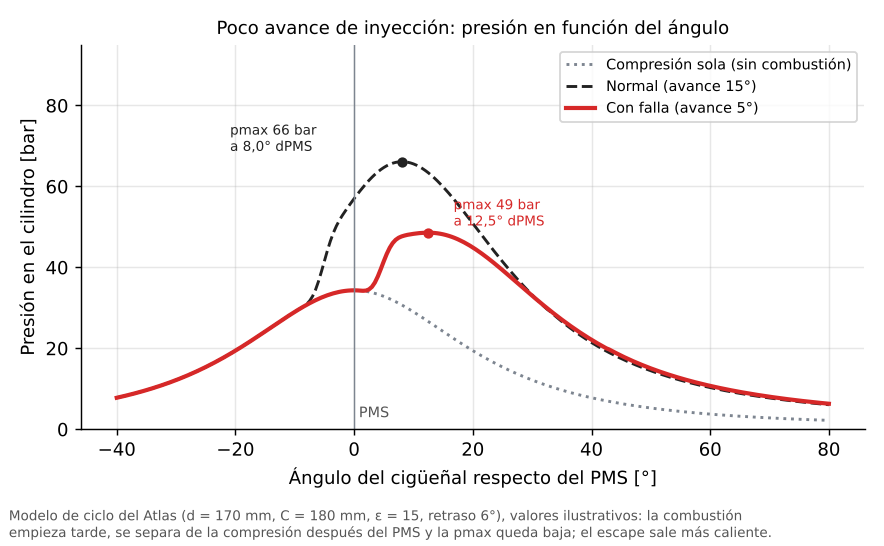 Poco avance de inyección: presión en función del ángulo
Compresión sola (sin combustión)
Normal (avance 15°)
Con falla (avance 5°)
pmax 66 bar
a 8,0° dPMS
pmax 49 bar
a 12,5° dPMS
PMS
Presión en el cilindro [bar]
0
20
40
60
80
−40
−20
0
20
40
60
80
Ángulo del cigüeñal respecto del PMS [°]
Modelo de ciclo del Atlas (d = 170 mm, C = 180 mm, ε = 15, retraso 6°), valores ilustrativos: la combustión
empieza tarde, se separa de la compresión después del PMS y la pmax queda baja; el escape sale más caliente.